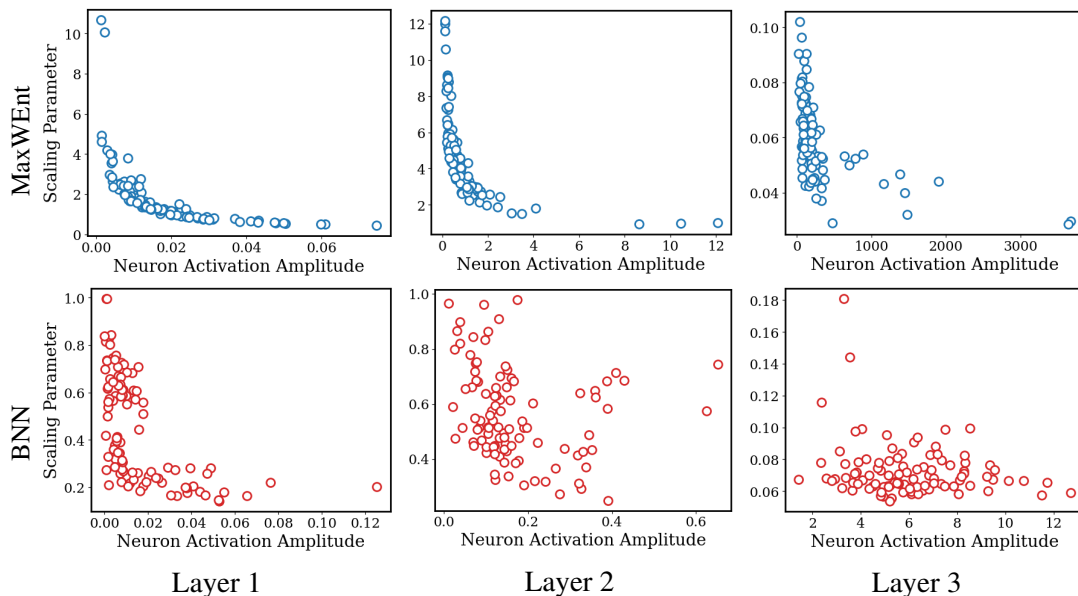 MaxWEnt
Scaling Parameter
10
8
6
4
2
0
0.00 0.02 0.04 0.06
Neuron Activation Amplitude
12
10
8
6
4
2
0 2 4 6 8 10 12
Neuron Activation Amplitude
0.10
0.08
0.06
0.04
0 1000 2000 3000
Neuron Activation Amplitude
BNN
Scaling Parameter
1.0
0.8
0.6
0.4
0.2
0.00 0.02 0.04 0.06 0.08 0.10 0.12
Neuron Activation Amplitude
1.0
0.8
0.6
0.4
0.0 0.2 0.4 0.6
Neuron Activation Amplitude
0.18
0.16
0.14
0.12
0.10
0.08
0.06
2 4 6 8 10 12
Neuron Activation Amplitude
Layer 1 Layer 2 Layer 3